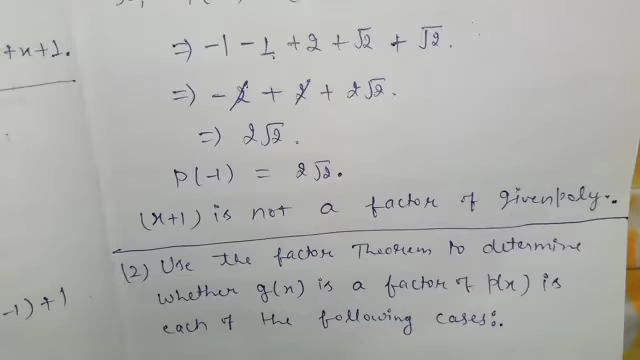 +x+1.
⇒ -1 - 1 + 2 + √2 + √2.
⇒ -2 + 2 + 2√2.
⇒ 2√2.
P(-1) = 2√2.
(x+1) is not a factor of given poly.
-1) + 1
(2) Use the factor Theorem to determine
whether g(x) is a factor of p(x) is
each of the following cases:.